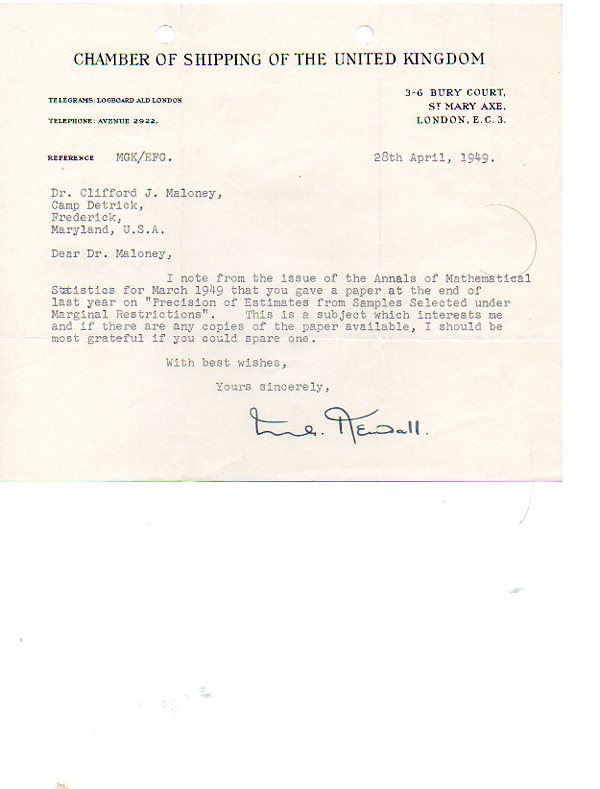 CHAMBER OF SHIPPING OF THE UNITED KINGDOM
TELEGRAMS: LOGBOARD ALD LONDON
TELEPHONE: AVENUE 2922.
3-6 BURY COURT,
ST MARY AXE,
LONDON, E.C.3.
REFERENCE MGK/EFG.
28th April, 1949.
Dr. Clifford J. Maloney,
Camp Detrick,
Frederick,
Maryland, U.S.A.
Dear Dr. Maloney,
I note from the issue of the Annals of Mathematical
Statistics for March 1949 that you gave a paper at the end of
last year on "Precision of Estimates from Samples Selected under
Marginal Restrictions". This is a subject which interests me
and if there are any copies of the paper available, I should be
most grateful if you could spare one.
With best wishes,
Yours sincerely,
M.G. Kendall.